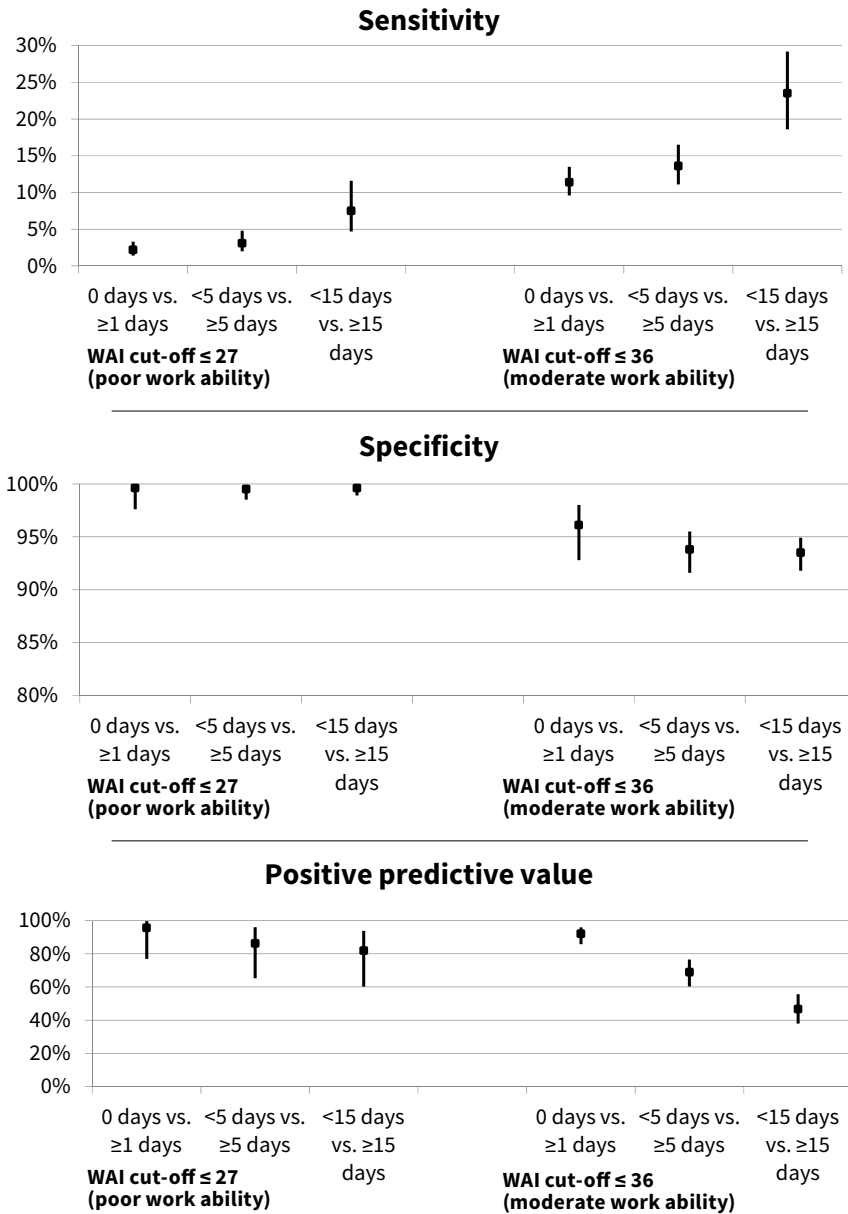 Sensitivity
30%
25%
20%
15%
10%
5%
0%
0 days vs. <5 days vs. <15 days 0 days vs. <5 days vs. <15 days
≥1 days ≥5 days vs. ≥15 ≥1 days ≥5 days vs. ≥15
days days
WAI cut-off ≤ 27 WAI cut-off ≤ 36
(poor work ability) (moderate work ability)
Specificity
100%
95%
90%
85%
80%
0 days vs. <5 days vs. <15 days 0 days vs. <5 days vs. <15 days
≥1 days ≥5 days vs. ≥15 ≥1 days ≥5 days vs. ≥15
days days
WAI cut-off ≤ 27 WAI cut-off ≤ 36
(poor work ability) (moderate work ability)
Positive predictive value
100%
80%
60%
40%
20%
0%
0 days vs. <5 days vs. <15 days 0 days vs. <5 days vs. <15 days
≥1 days ≥5 days vs. ≥15 ≥1 days ≥5 days vs. ≥15
days days
WAI cut-off ≤ 27 WAI cut-off ≤ 36
(poor work ability) (moderate work ability)